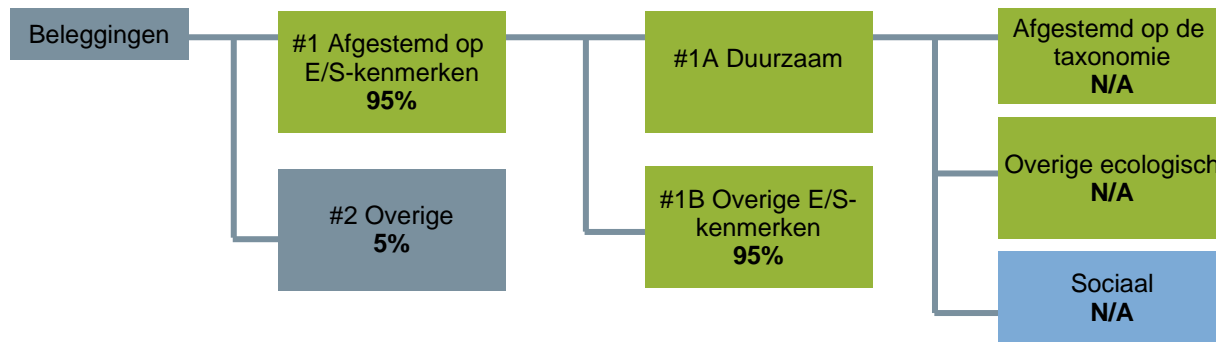 Beleggingen
#1 Afgestemd op
E/S-kenmerken
95%
#2 Overige
5%
#1A Duurzaam
#1B Overige E/S-
kenmerken
95%
Afgestemd op de
taxonomie
N/A
Overige ecologisch
N/A
Sociaal
N/A